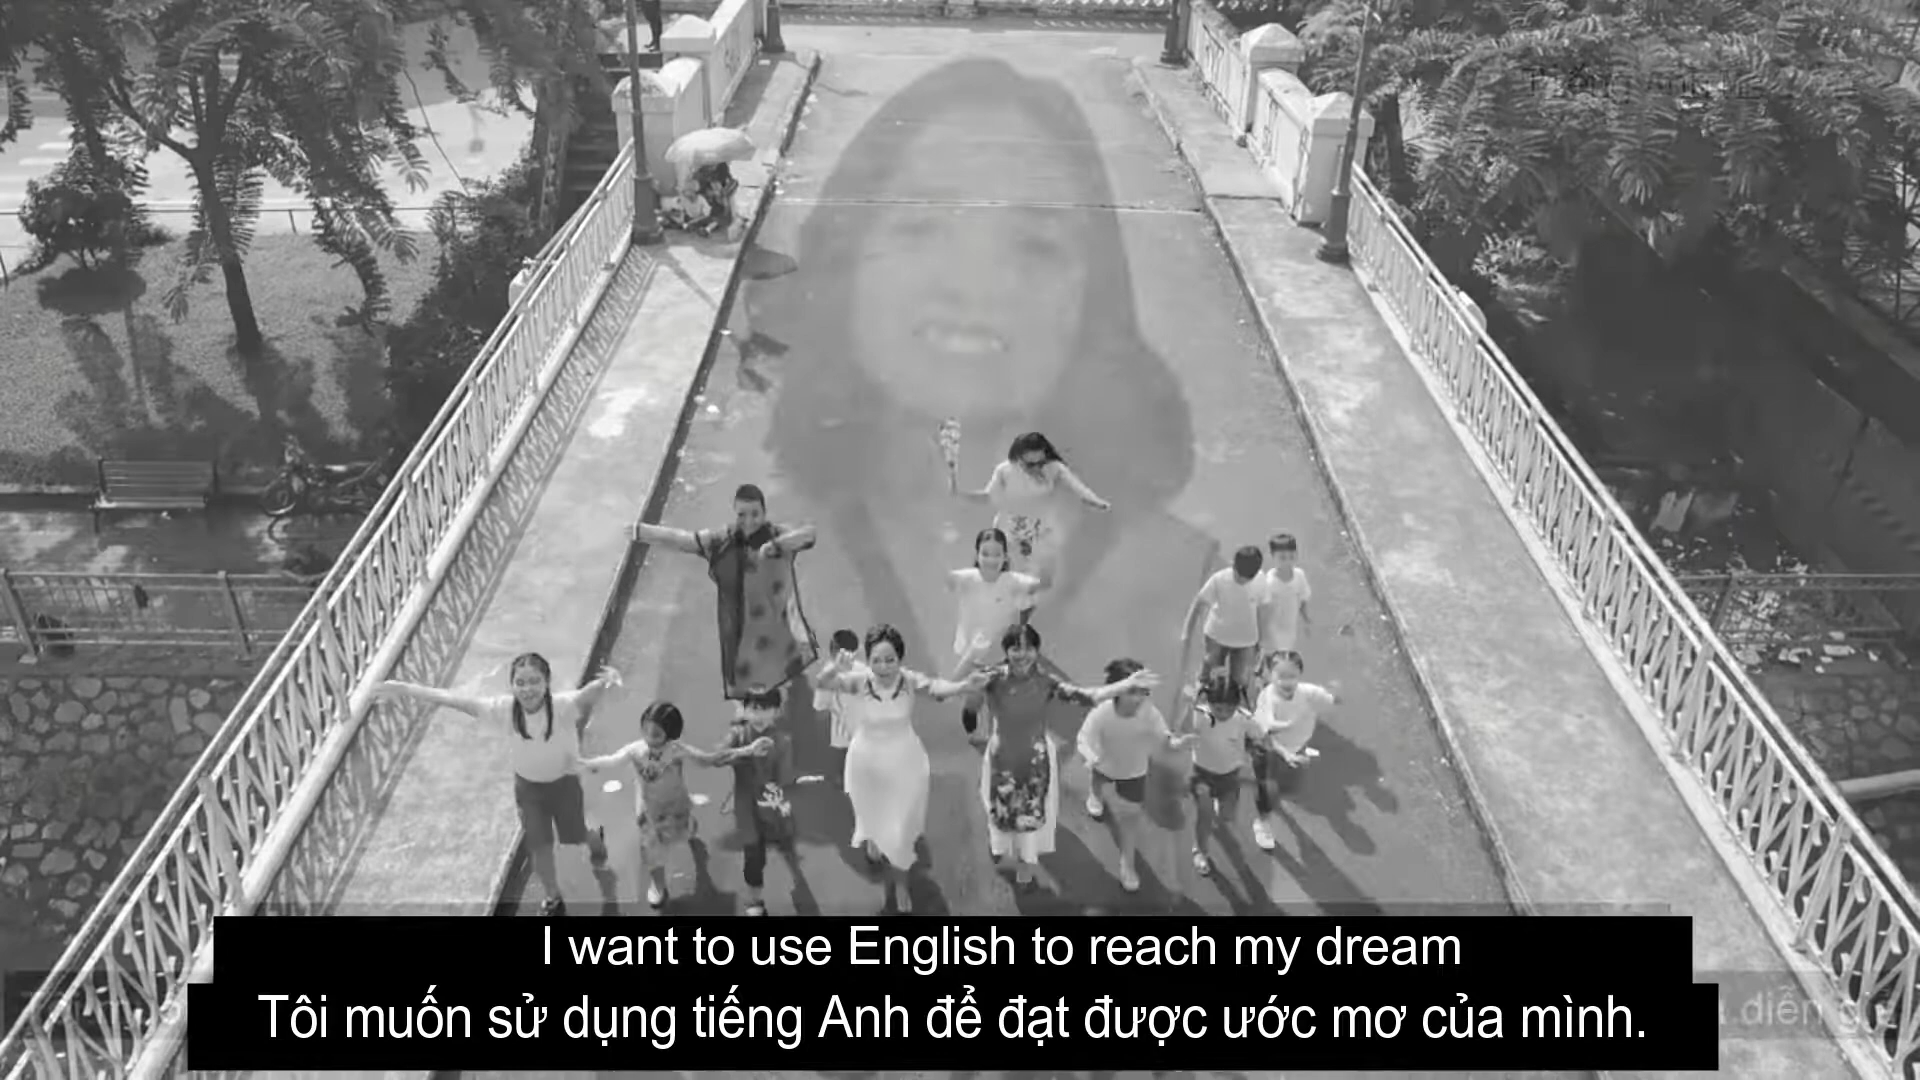 I want to use English to reach my dream
Tôi muốn sử dụng tiếng Anh để đạt được ước mơ của mình.
diễn